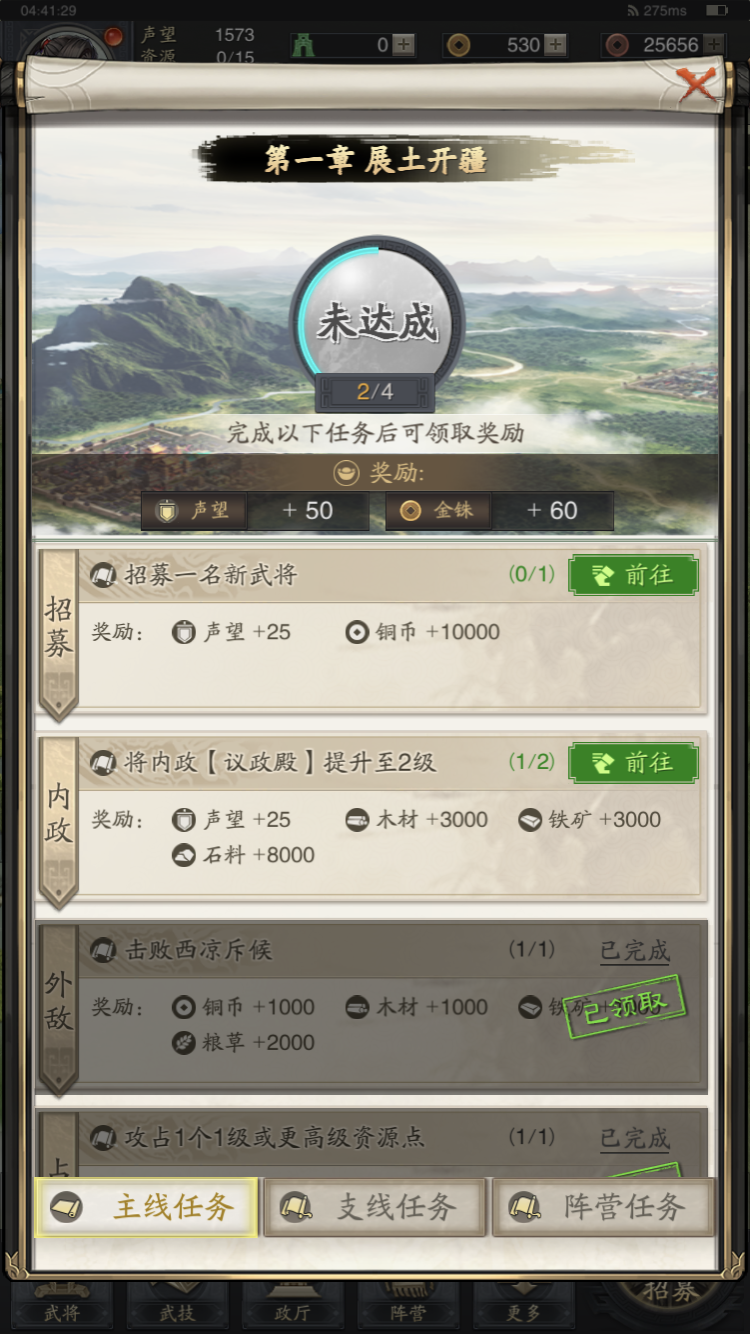 04:41:29 275ms
声望 1573 0 530 25656
资源 0/15
第一章 展土开疆
未达成
2/4
完成以下任务后可领取奖励
奖励:
声望 +50 金铢 +60
招募
招募一名新武将 (0/1) 前往
奖励: 声望 +25 铜币 +10000
内政
将内政【议政殿】提升至2级 (1/2) 前往
奖励: 声望 +25 木材 +3000 铁矿 +3000
石料 +8000
外敌
击败西凉斥候 (1/1) 已完成
奖励: 铜币 +1000 木材 +1000 铁矿
已领取
粮草 +2000
攻占1个1级或更高级资源点 (1/1) 已完成
占
主线任务 支线任务 阵营任务
武将 武技 政厅 阵营 更多 招募